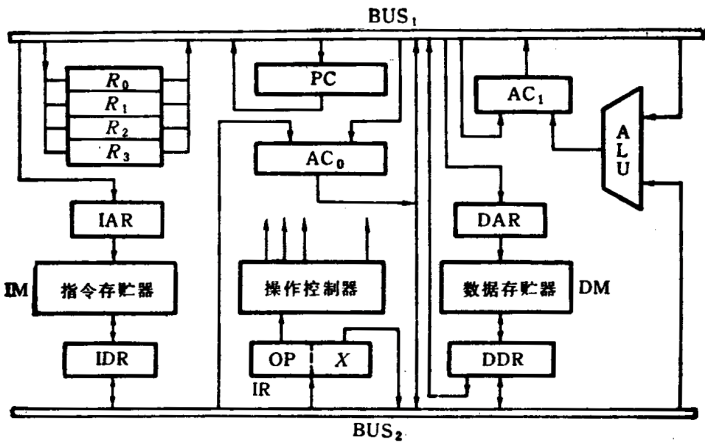 BUS₁
R₀
R₁
R₂
R₃
PC
AC₀
AC₁
ALU
IAR
DAR
IM
指令存贮器
操作控制器
数据存贮器
DM
IDR
OP
X
DDR
IR
BUS₂